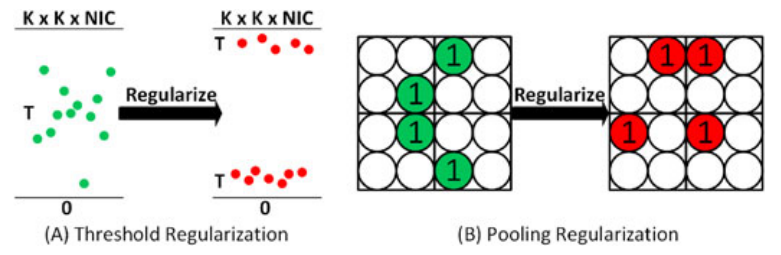 K x K x NIC
K x K x NIC
T
T
Regularize
T
0
0
(A) Threshold Regularization
1
1
1
1
Regularize
1
1
1
1
(B) Pooling Regularization